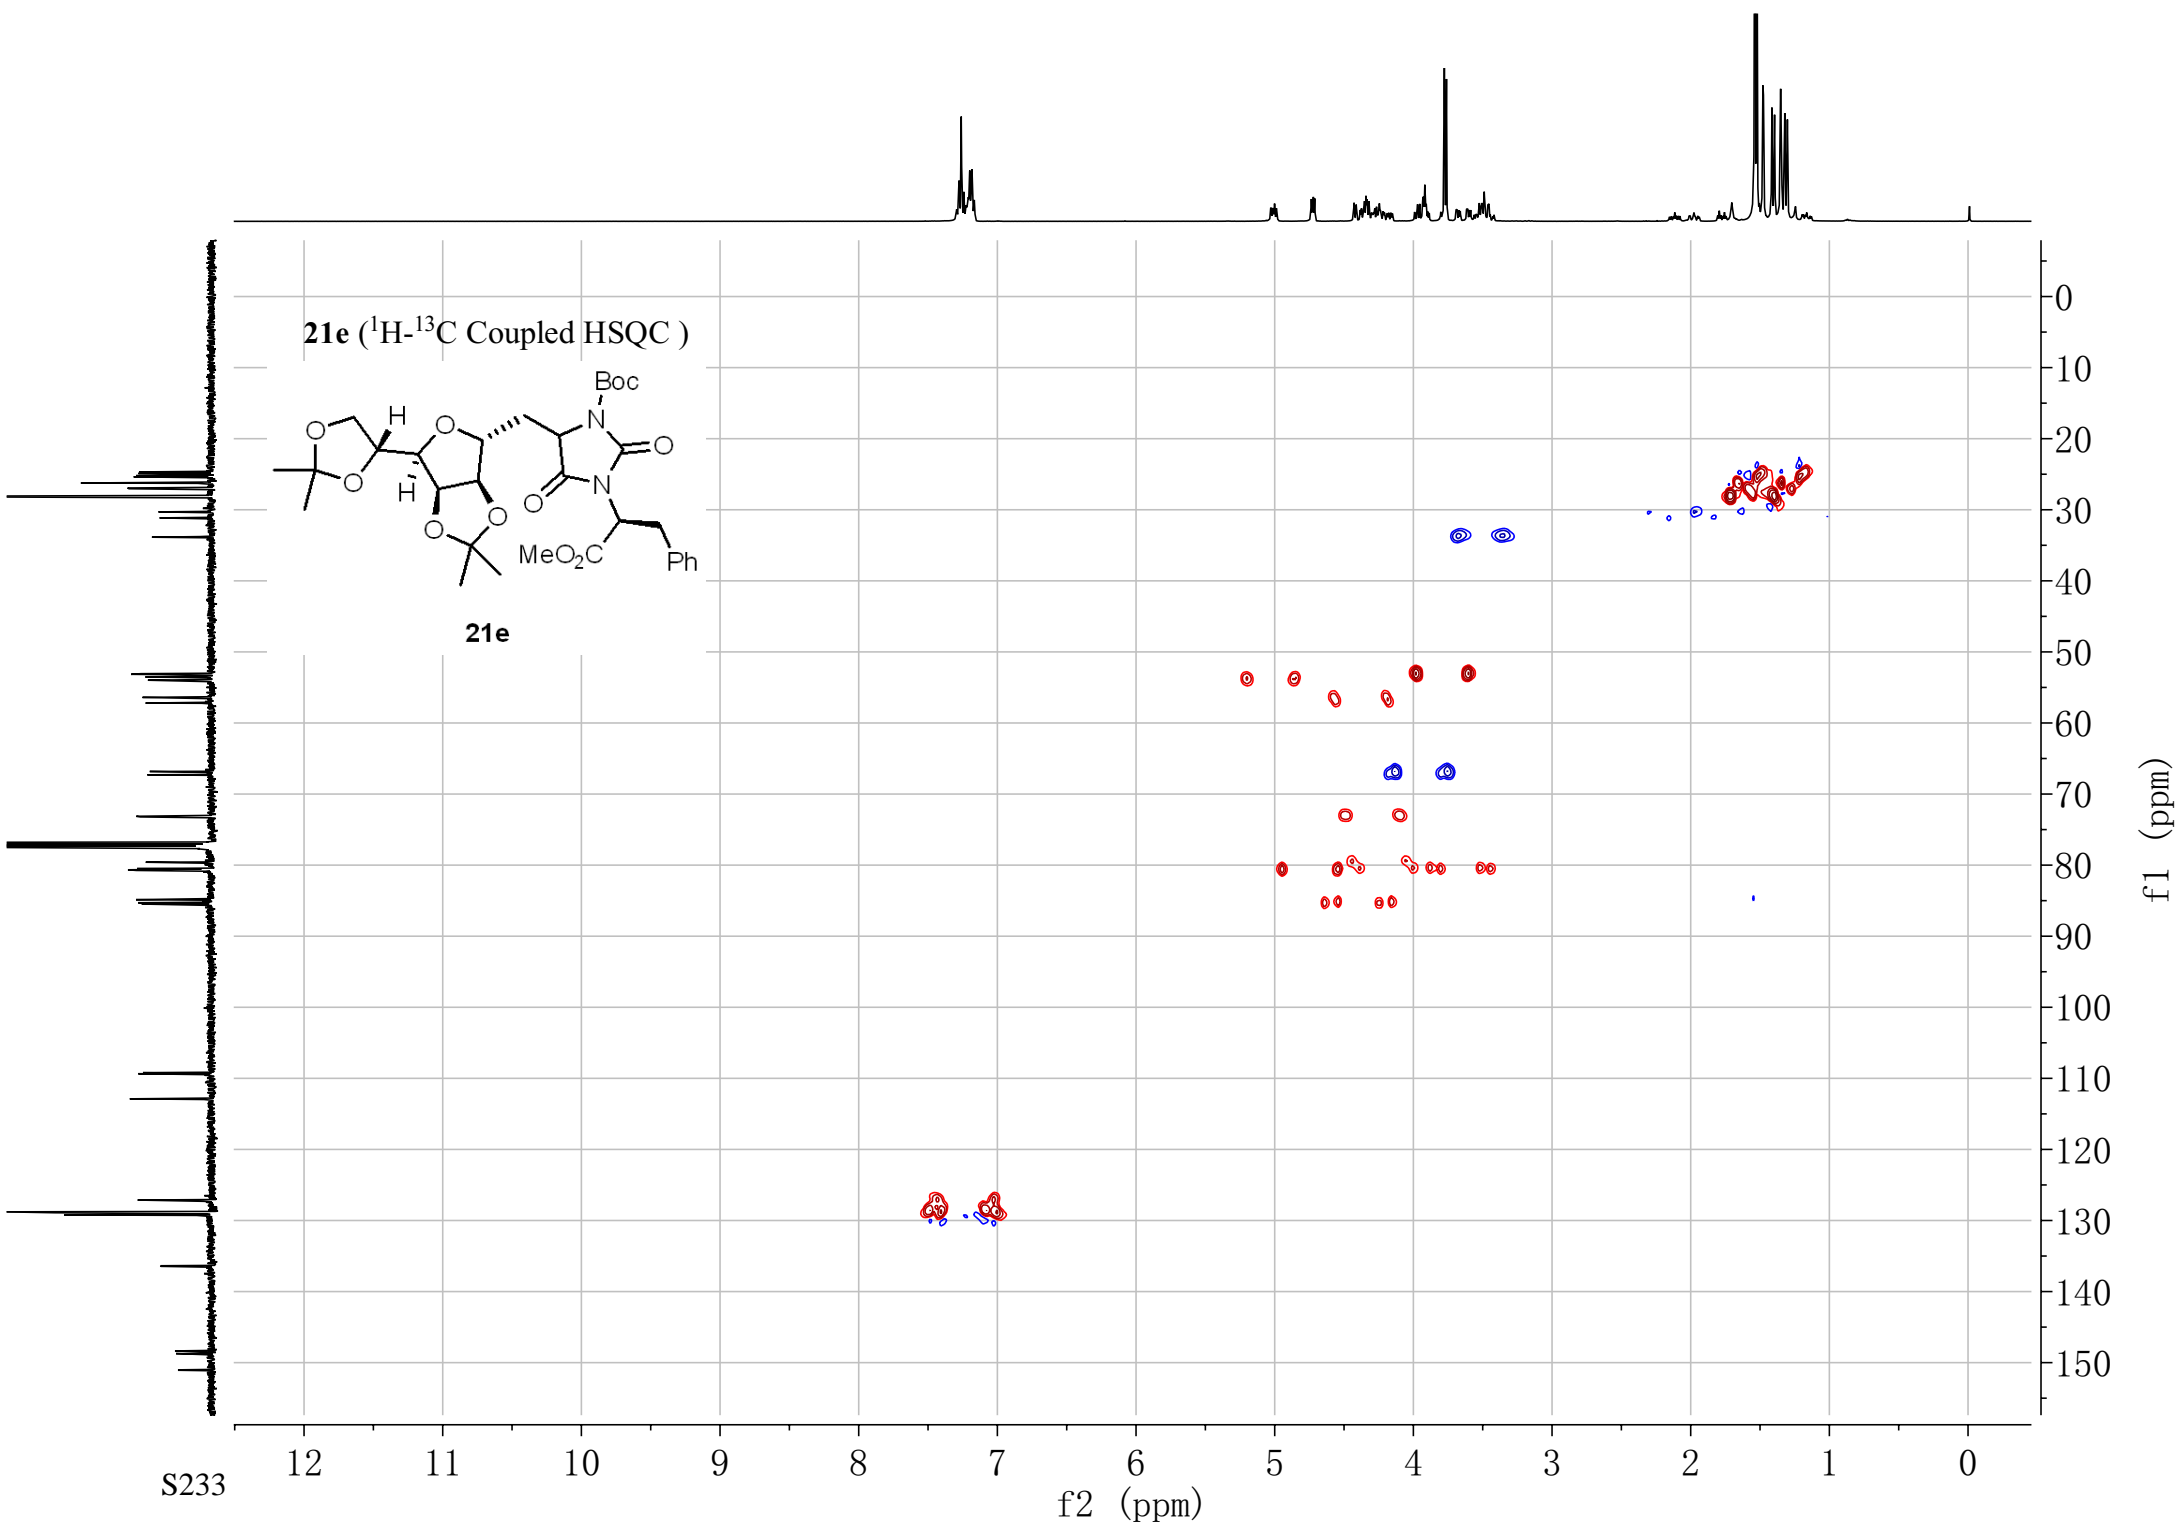 21e (¹H-¹³C Coupled HSQC )
Boc
H
O
N
O
O
O
H
O
N
O
O
MeO₂C
Ph
21e
0
10
20
30
40
50
60
70
80
90
100
110
120
130
140
150
f1 (ppm)
12 11 10 9 8 7 6 5 4 3 2 1 0
f2 (ppm)
S233